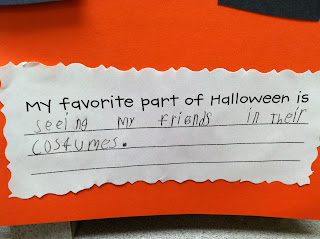 My favorite part of Halloween is
seeing my friends in their
costumes.